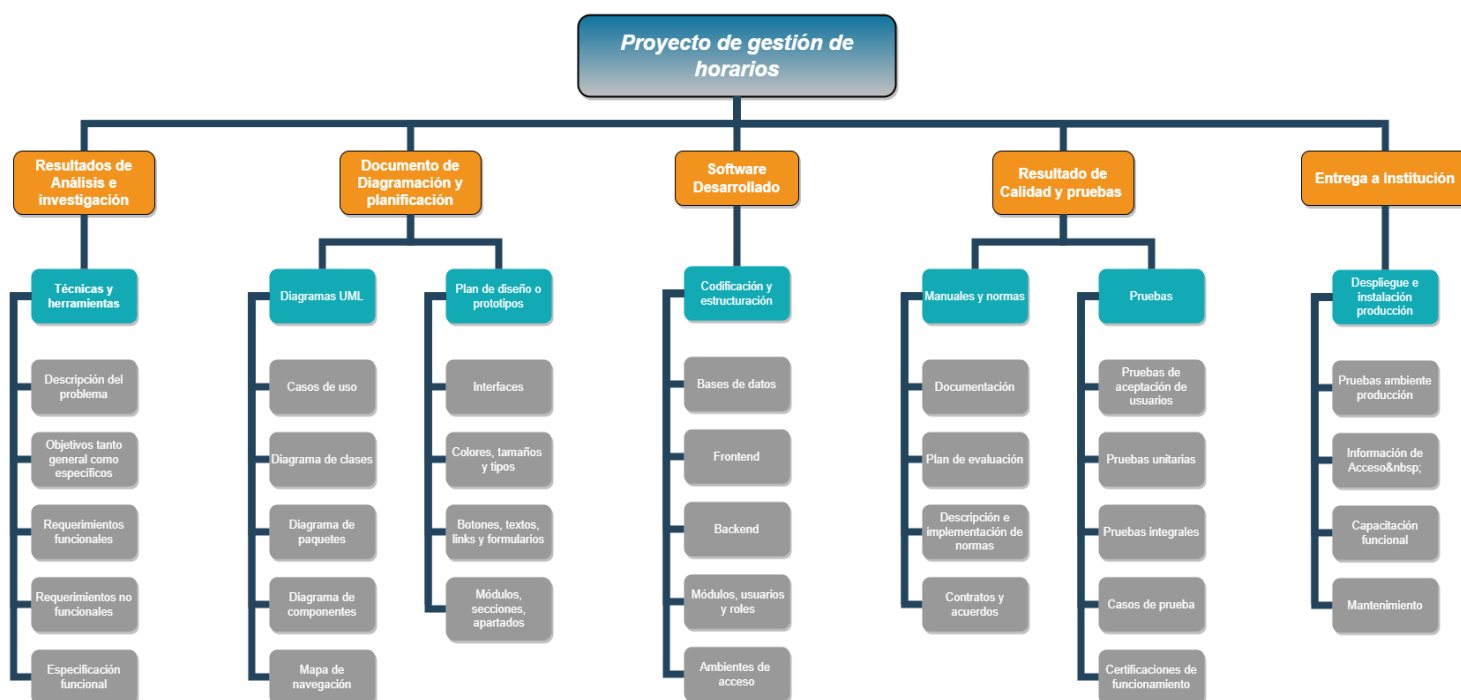 Proyecto de gestión de
horarios
Resultados de
Análisis e
investigación
Documento de
Diagramación y
planificación
Software
Desarrollado
Resultado de
Calidad y pruebas
Entrega a Institución
Técnicas y
herramientas
Diagramas UML
Plan de diseño o
prototipos
Codificación y
estructuración
Manuales y normas
Pruebas
Despliegue e
instalación
producción
Descripción del
problema
Objetivos tanto
general como
específicos
Requerimientos
funcionales
Requerimientos no
funcionales
Especificación
funcional
Casos de uso
Diagrama de clases
Diagrama de
paquetes
Diagrama de
componentes
Mapa de
navegación
Interfaces
Colores, tamaños
y tipos
Botones, textos,
links y formularios
Módulos,
secciones,
apartados
Bases de datos
Frontend
Backend
Módulos, usuarios
y roles
Ambientes de
acceso
Documentación
Plan de evaluación
Descripción e
implementación de
normas
Contratos y
acuerdos
Pruebas de
aceptación de
usuarios
Pruebas unitarias
Pruebas integrales
Casos de prueba
Certificaciones de
funcionamiento
Pruebas ambiente
producción
Información de
Acceso&nbsp;
Capacitación
funcional
Mantenimiento